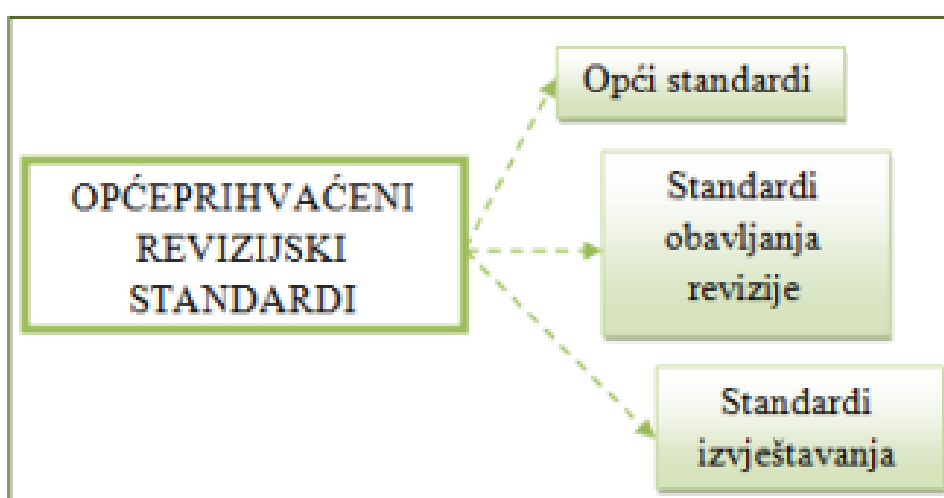 OPĆEPRIHVAĆENI
REVIZIJSKI
STANDARDI
Opći standardi
Standardi
obavljanja
revizije
Standardi
izvještavanja